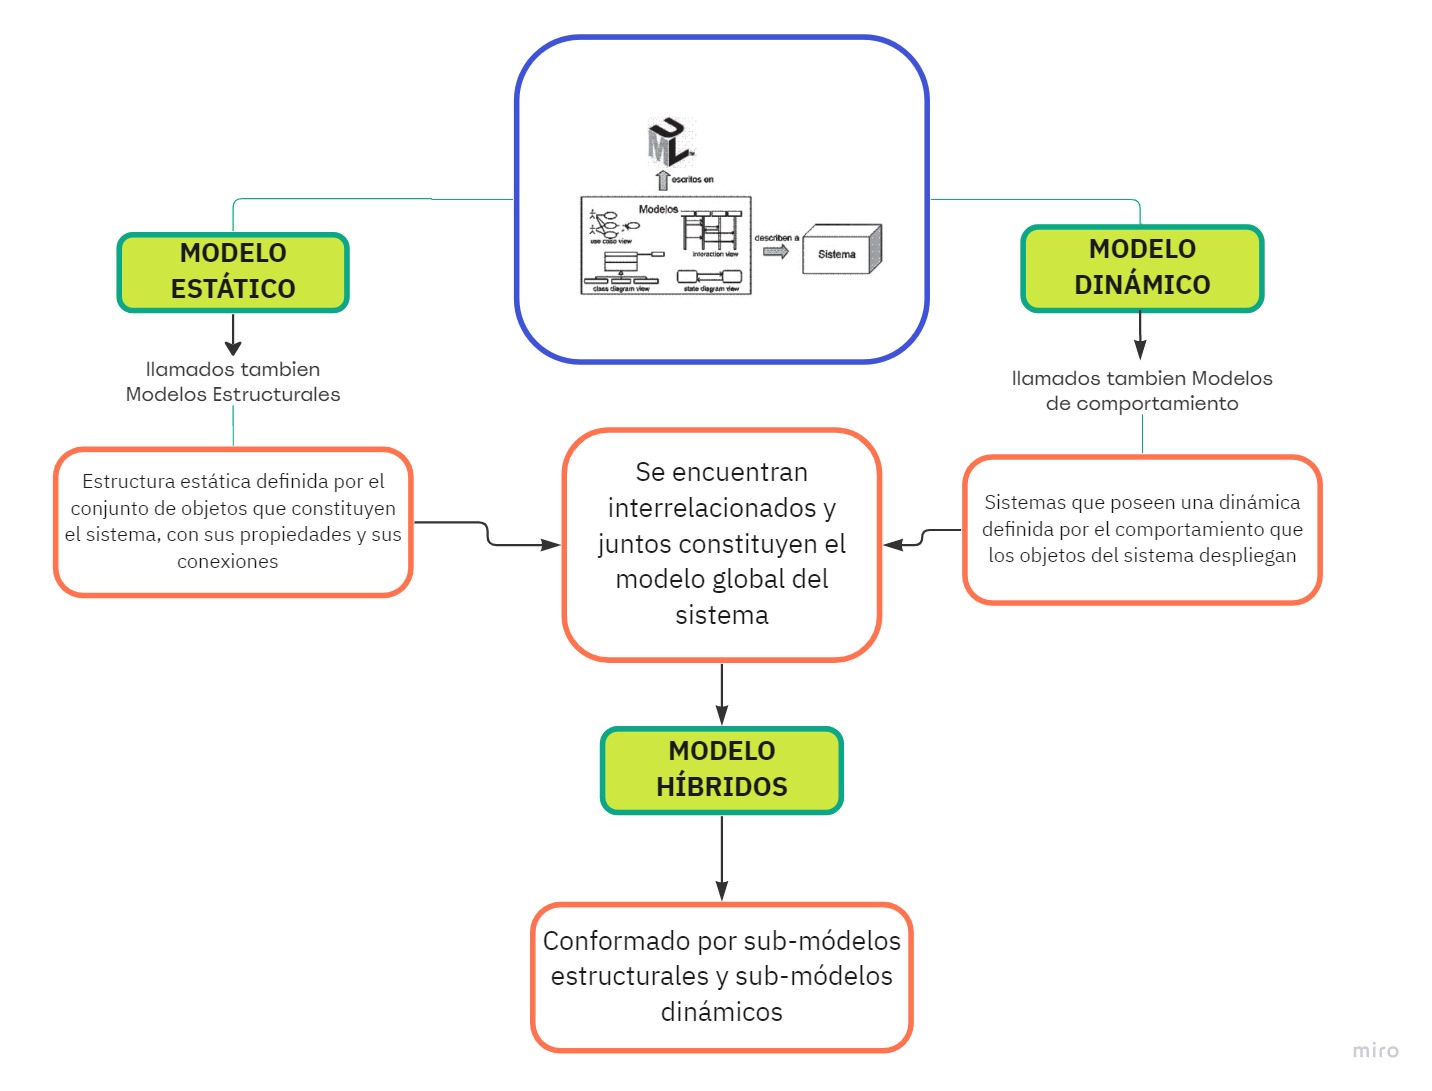 UML
escritos en
Modelos
use case view
interaction view
class diagram view
state diagram view
describen a
Sistema
MODELO
ESTÁTICO
llamados tambien
Modelos Estructurales
Estructura estática definida por el
conjunto de objetos que constituyen
el sistema, con sus propiedades y sus
conexiones
MODELO
DINÁMICO
llamados tambien Modelos
de comportamiento
Sistemas que poseen una dinámica
definida por el comportamiento que
los objetos del sistema despliegan
Se encuentran
interrelacionados y
juntos constituyen el
modelo global del
sistema
MODELO
HÍBRIDOS
Conformado por sub-módelos
estructurales y sub-módelos
dinámicos
miro